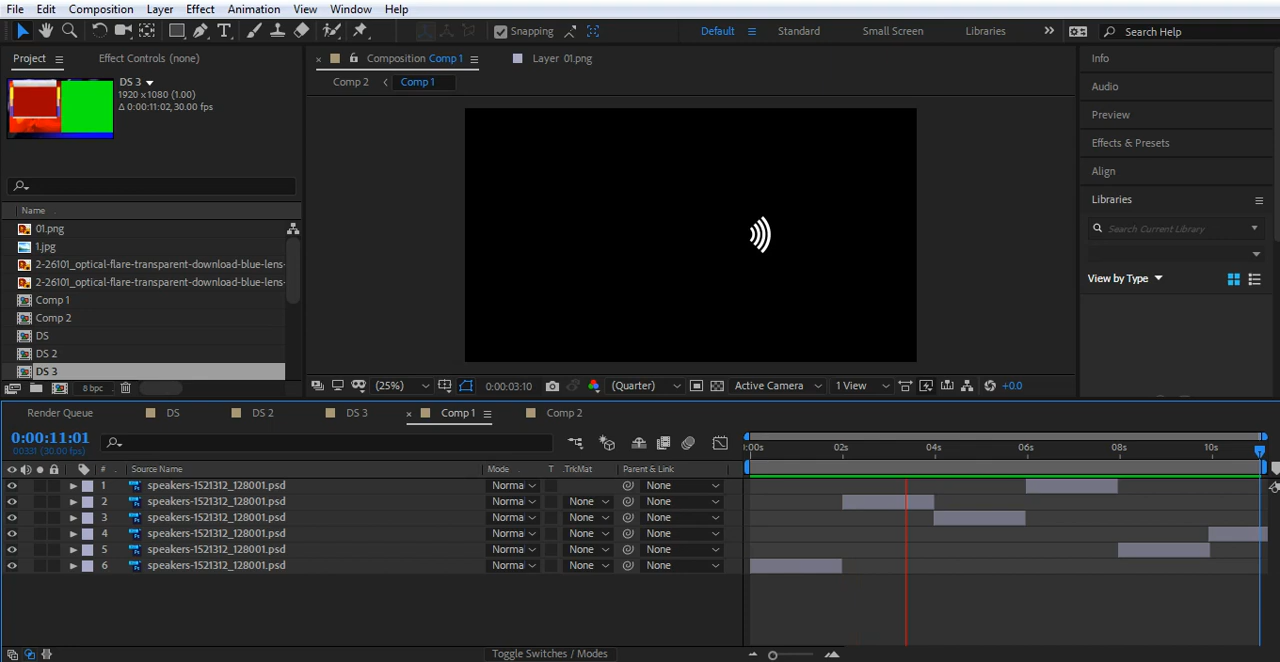 File Edit Composition Layer Effect Animation View Window Help
Snapping Default Standard Small Screen Libraries Search Help
Project Effect Controls (none)
Composition Comp 1 Layer 01.png
Info
DS 3
1920 x 1080 (1.00)
Δ 0:00:11:02, 30.00 fps
Comp 2 Comp 1
Audio
Preview
Effects & Presets
Align
Libraries
Search Current Library
View by Type
Name
01.png
1.jpg
2-26101_optical-flare-transparent-download-blue-lens-
2-26101_optical-flare-transparent-download-blue-lens-
Comp 1
Comp 2
DS
DS 2
DS 3
8 bpc
(25%) 0:00:03:10 (Quarter) Active Camera 1 View +0.0
Render Queue DS DS 2 DS 3 Comp 1 Comp 2
0:00:11:01
00331 (30.00 fps)
:00s 02s 04s 06s 08s 10s
# Source Name Mode T .TrkMat Parent & Link
1 speakers-1521312_128001.psd Norma None
2 speakers-1521312_128001.psd Norma None None
3 speakers-1521312_128001.psd Norma None None
4 speakers-1521312_128001.psd Norma None None
5 speakers-1521312_128001.psd Norma None None
6 speakers-1521312_128001.psd Norma None None
Toggle Switches / Modes